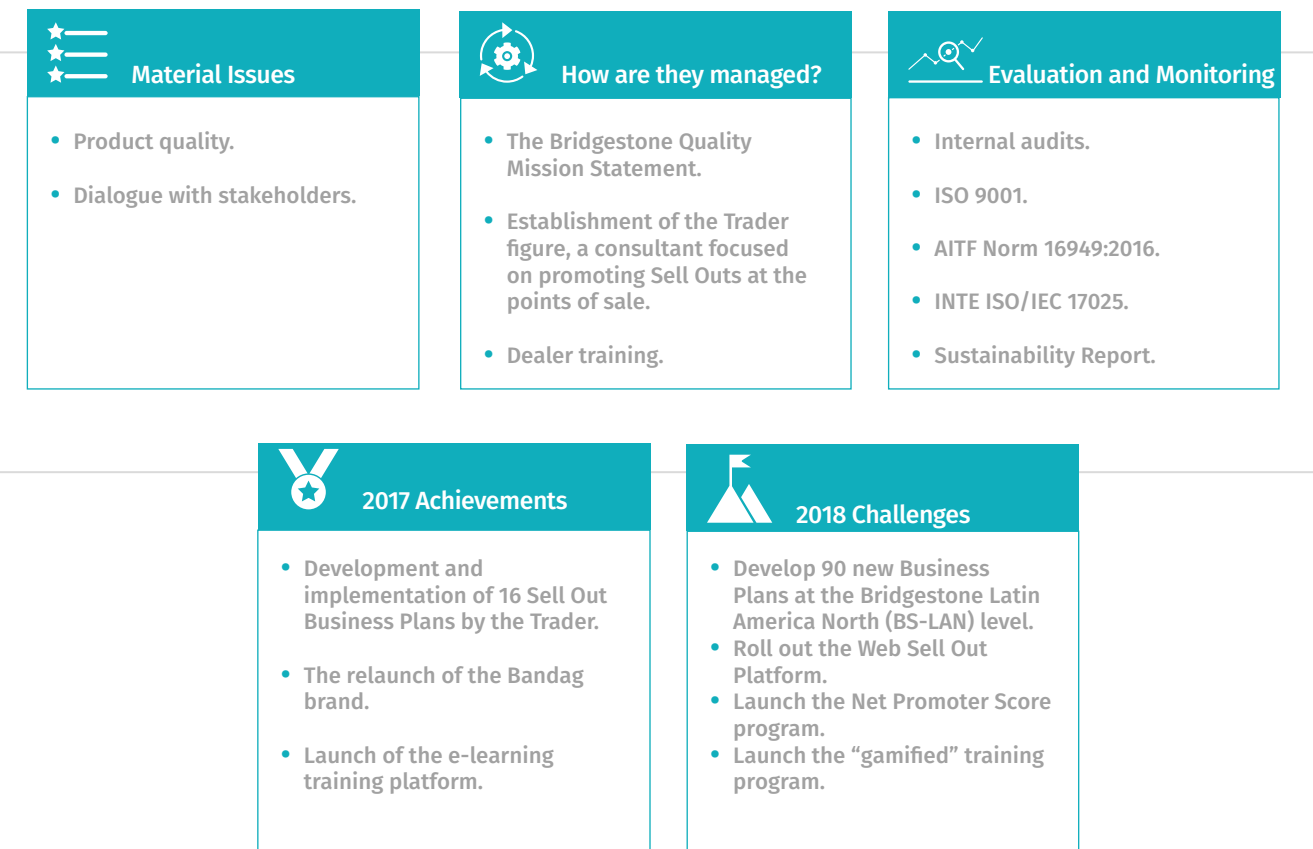 Material Issues
• Product quality.
• Dialogue with stakeholders.
How are they managed?
• The Bridgestone Quality
Mission Statement.
• Establishment of the Trader
figure, a consultant focused
on promoting Sell Outs at the
points of sale.
• Dealer training.
Evaluation and Monitoring
• Internal audits.
• ISO 9001.
• AITF Norm 16949:2016.
• INTE ISO/IEC 17025.
• Sustainability Report.
2017 Achievements
• Development and
implementation of 16 Sell Out
Business Plans by the Trader.
• The relaunch of the Bandag
brand.
• Launch of the e-learning
training platform.
2018 Challenges
• Develop 90 new Business
Plans at the Bridgestone Latin
America North (BS-LAN) level.
• Roll out the Web Sell Out
Platform.
• Launch the Net Promoter Score
program.
• Launch the “gamified” training
program.